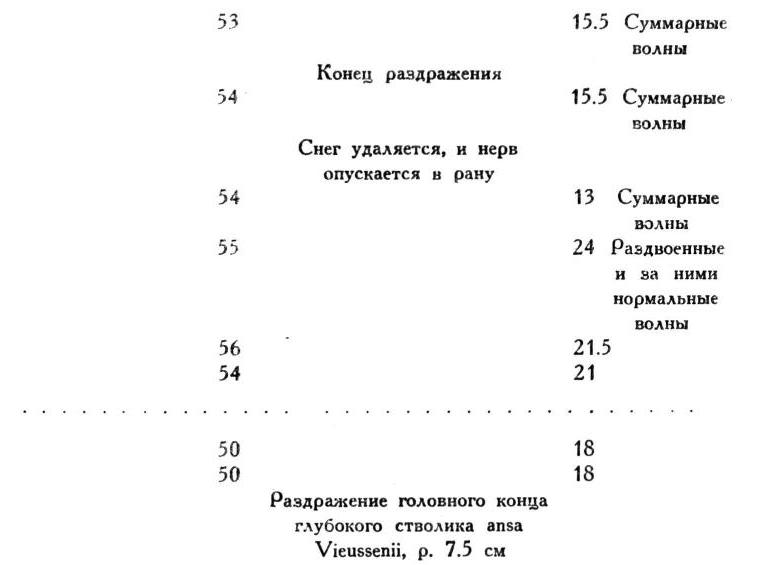 53 15.5 Суммарные
волны
Конец раздражения
54 15.5 Суммарные
волны
Снег удаляется, и нерв
опускается в рану
54 13 Суммарные
волны
55 24 Раздвоенные
и за ними
нормальные
волны
56 21.5
54 21
. . . . . . . . . . . . . . . . . . . . . . . . . . . . . . . . .
50 18
50 18
Раздражение головного конца
глубокого стволика ansa
Vieussenii, р. 7.5 см